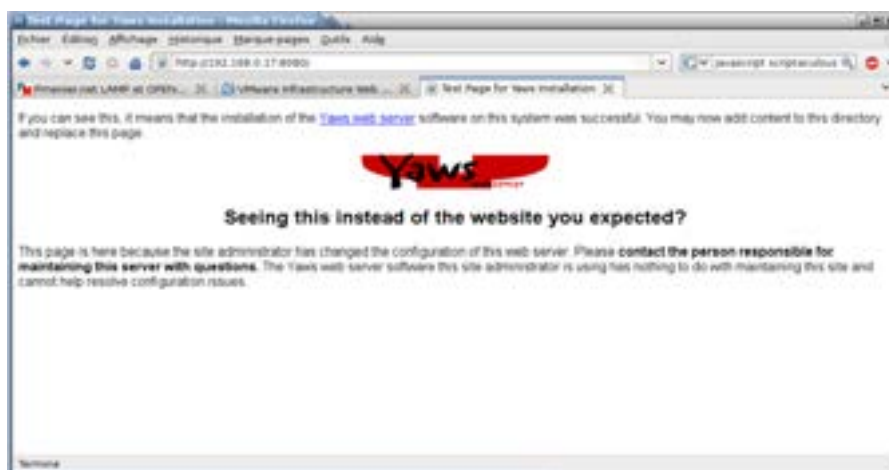 Test Page for Yaws Installation - Mozilla Firefox
Fichier Édition Affichage Historique Marque-pages Outils Aide
http://192.168.0.17:8080/
javascript scriptaculous
VMware Infrastructure Web ...
Test Page for Yaws Installation
If you can see this, it means that the installation of the Yaws web server software on this system was successful. You may now add content to this directory
and replace this page.
Yaws
Seeing this instead of the website you expected?
This page is here because the site administrator has changed the configuration of this web server. Please contact the person responsible for
maintaining this server with questions. The Yaws web server software this site administrator is using has nothing to do with maintaining this site and
cannot help resolve configuration issues.
Terminé